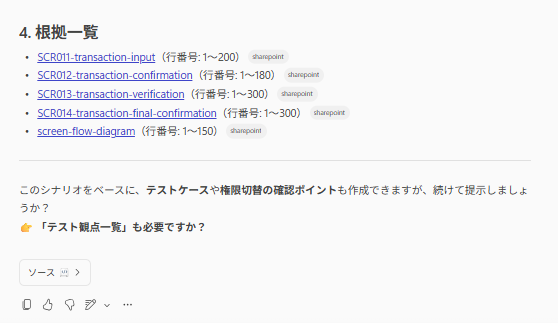 4. 根拠一覧
• SCR011-transaction-input（行番号: 1～200） sharepoint
• SCR012-transaction-confirmation（行番号: 1～180） sharepoint
• SCR013-transaction-verification（行番号: 1～300） sharepoint
• SCR014-transaction-final-confirmation（行番号: 1～300） sharepoint
• screen-flow-diagram（行番号: 1～150） sharepoint
このシナリオをベースに、テストケースや権限切替の確認ポイントも作成できますが、続けて提示しましょ
うか？
👉 「テスト観点一覧」も必要ですか？
ソース